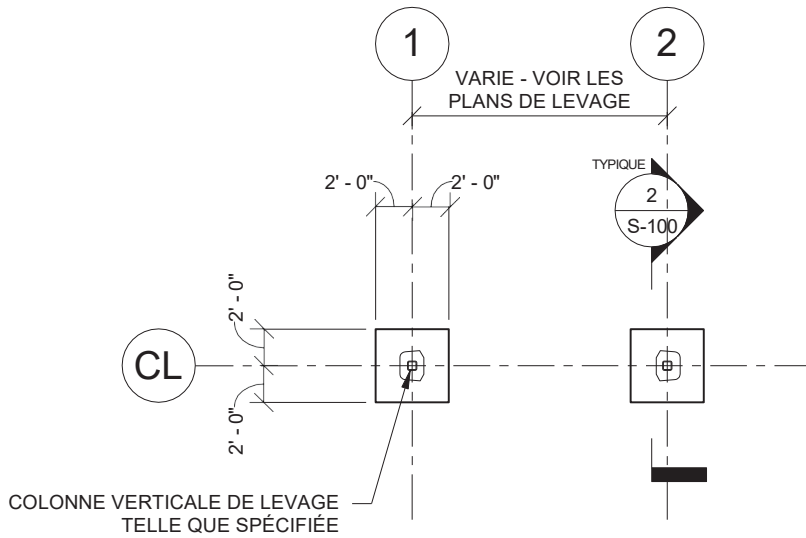 1
2
VARIE - VOIR LES
PLANS DE LEVAGE
TYPIQUE
2' - 0"
2' - 0"
2
S-100
2' - 0"
CL
2' - 0"
COLONNE VERTICALE DE LEVAGE
TELLE QUE SPÉCIFIÉE